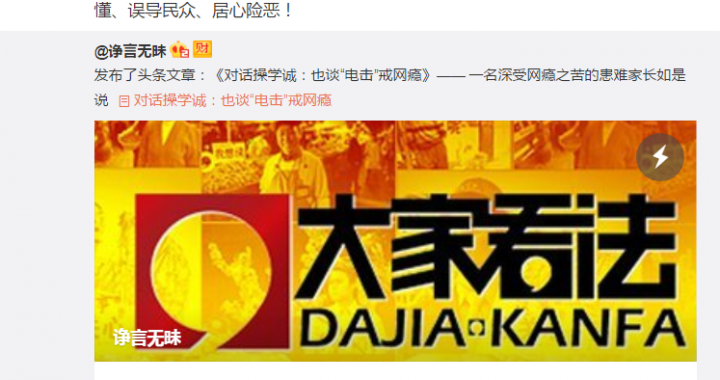 懂、误导民众、居心险恶！
@诤言无昧 财
发布了头条文章：《对话操学诚：也谈“电击”戒网瘾》—— 一名深受网瘾之苦的患难家长如是
说 对话操学诚：也谈“电击”戒网瘾
大家看法
DAJIA KANFA
诤言无昧